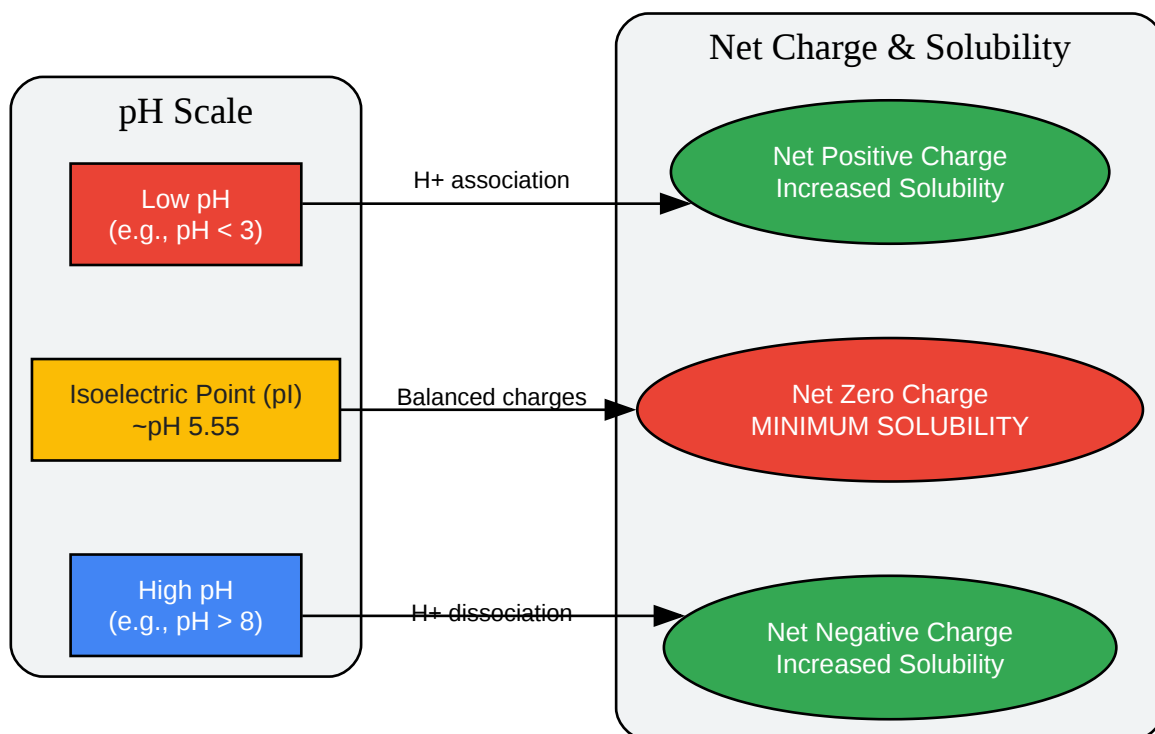 pH Scale
Net Charge & Solubility
Low pH
(e.g., pH < 3)
H+ association
Net Positive Charge
Increased Solubility
Isoelectric Point (pI)
~pH 5.55
Balanced charges
Net Zero Charge
MINIMUM SOLUBILITY
High pH
(e.g., pH > 8)
H+ dissociation
Net Negative Charge
Increased Solubility